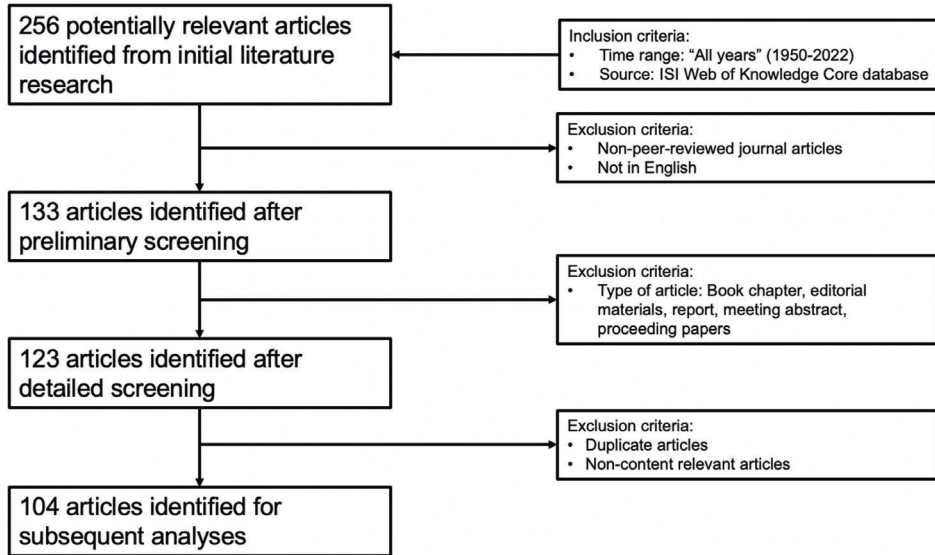 256 potentially relevant articles
identified from initial literature
research
Inclusion criteria:
• Time range: “All years” (1950-2022)
• Source: ISI Web of Knowledge Core database
Exclusion criteria:
• Non-peer-reviewed journal articles
• Not in English
133 articles identified after
preliminary screening
Exclusion criteria:
• Type of article: Book chapter, editorial
materials, report, meeting abstract,
proceeding papers
123 articles identified after
detailed screening
Exclusion criteria:
• Duplicate articles
• Non-content relevant articles
104 articles identified for
subsequent analyses